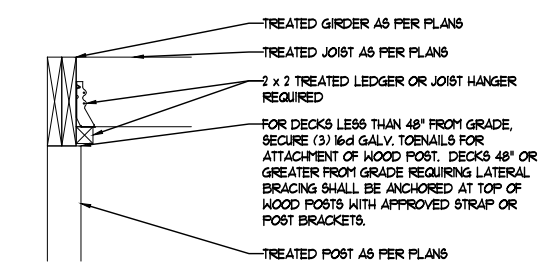 TREATED GIRDER AS PER PLANS
TREATED JOIST AS PER PLANS
2 x 2 TREATED LEDGER OR JOIST HANGER
REQUIRED
FOR DECKS LESS THAN 48" FROM GRADE,
SECURE (3) 16d GALV. TOENAILS FOR
ATTACHMENT OF WOOD POST. DECKS 48" OR
GREATER FROM GRADE REQUIRING LATERAL
BRACING SHALL BE ANCHORED AT TOP OF
WOOD POSTS WITH APPROVED STRAP OR
POST BRACKETS.
TREATED POST AS PER PLANS